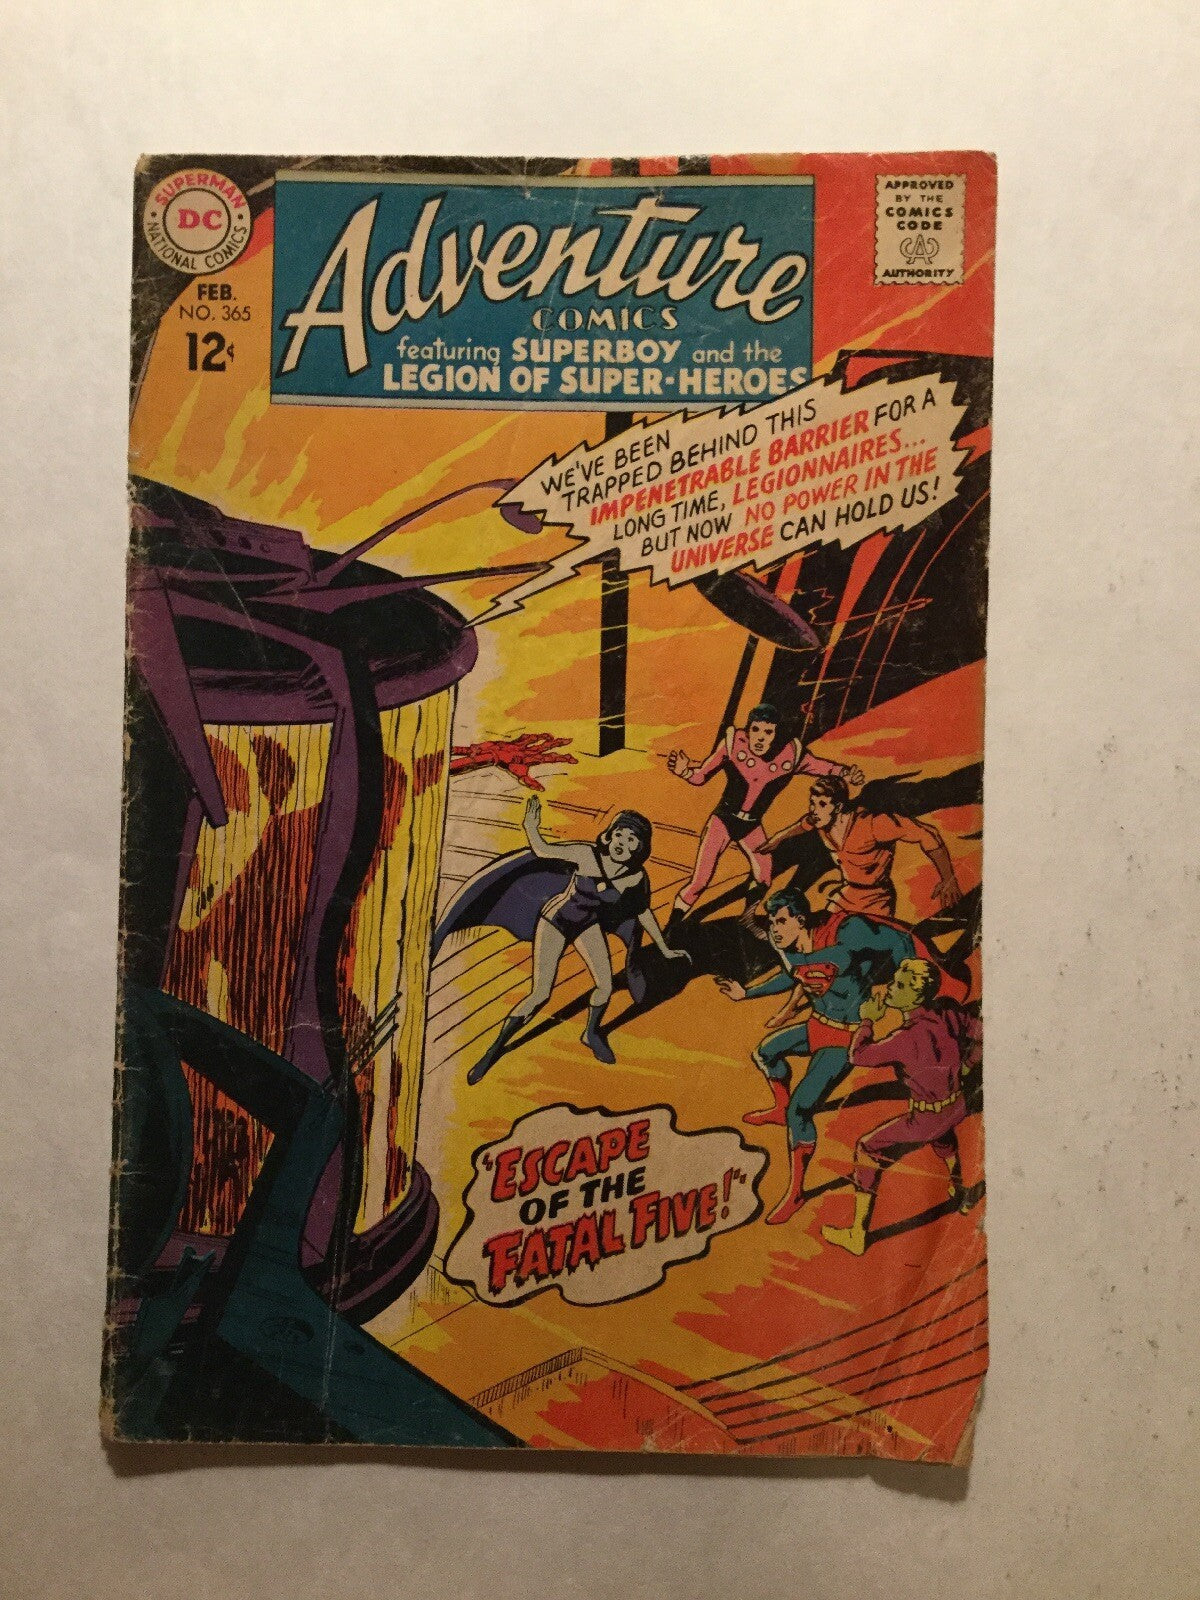 SUPERMAN
DC
NATIONAL COMICS
FEB.
NO. 365
12¢
Adventure
COMICS
featuring SUPERBOY and the
LEGION OF SUPER-HEROES
APPROVED
BY THE
COMICS
CODE
CA
AUTHORITY
WE'VE BEEN
TRAPPED BEHIND THIS
IMPENETRABLE BARRIER FOR A
LONG TIME, LEGIONNAIRES...
BUT NOW NO POWER IN THE
UNIVERSE CAN HOLD US!
"ESCAPE
OF THE
FATAL FIVE!"